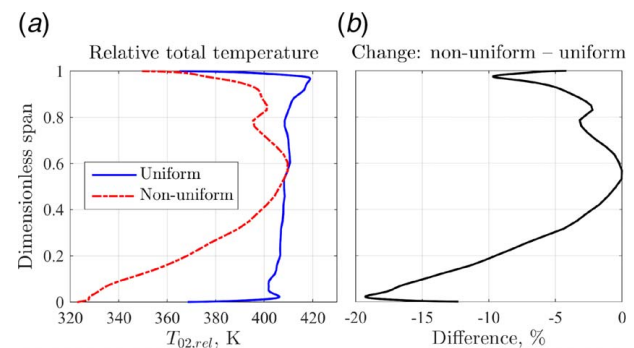 (a)
(b)
Relative total temperature
Change: non-uniform – uniform
Dimensionless span
1
0.8
0.6
0.4
0.2
0
Uniform
Non-uniform
320 340 360 380 400 420
T02,rel, K
-20 -15 -10 -5 0
Difference, %